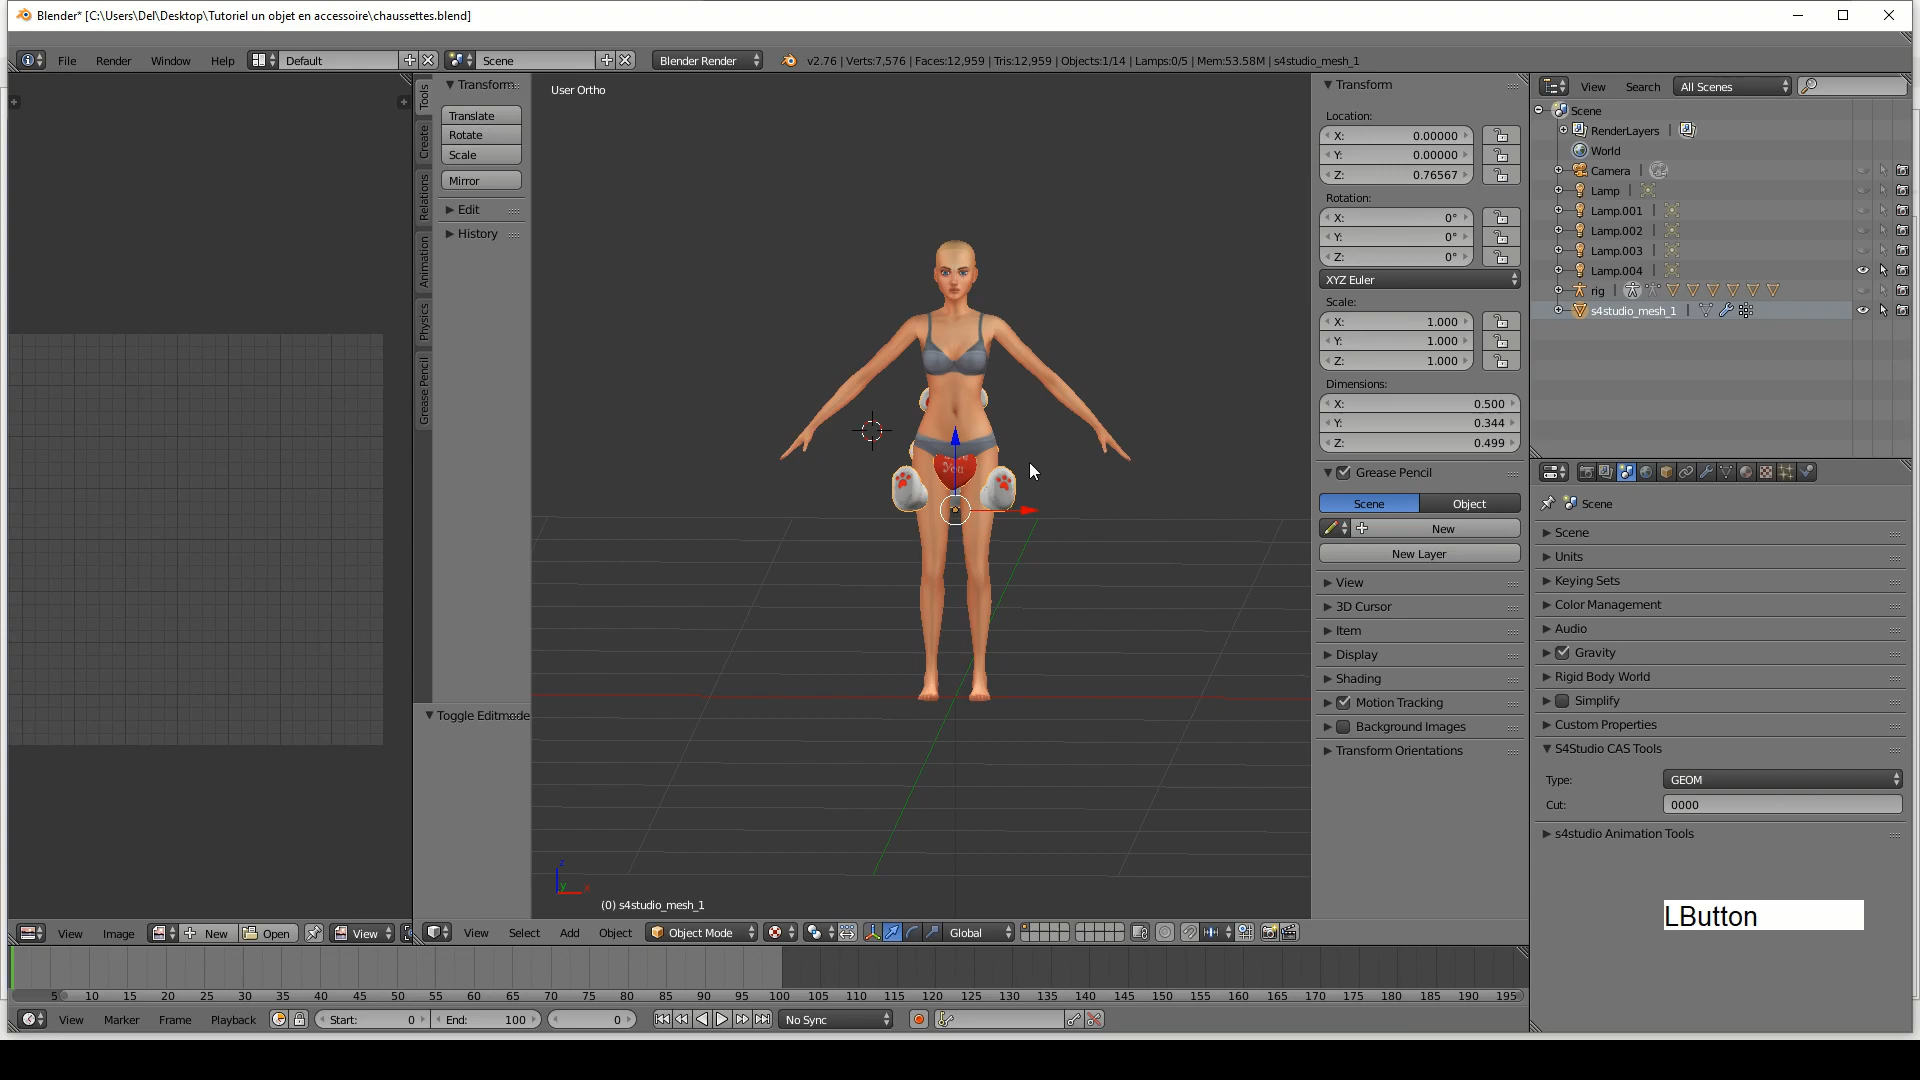 Blender* [C:\Users\Del\Desktop\Tutoriel un objet en accessoire\chaussettes.blend]
File Render Window Help Default Scene Blender Render v2.76 | Verts:7,576 | Faces:12,959 | Tris:12,959 | Objects:1/14 | Lamps:0/5 | Mem:53.58M | s4studio_mesh_1
Tools
Create
Relations
Animation
Physics
Grease Pencil
Transform
Translate
Rotate
Scale
Mirror
Edit
History
Toggle Editmode
User Ortho
You
z
y
x
(0) s4studio_mesh_1
Transform
Location:
X: 0.00000
Y: 0.00000
Z: 0.76567
Rotation:
X: 0°
Y: 0°
Z: 0°
XYZ Euler
Scale:
X: 1.000
Y: 1.000
Z: 1.000
Dimensions:
X: 0.500
Y: 0.344
Z: 0.499
Grease Pencil
Scene Object
New
New Layer
View
3D Cursor
Item
Display
Shading
Motion Tracking
Background Images
Transform Orientations
View Search All Scenes
Scene
RenderLayers |
World
Camera |
Lamp |
Lamp.001 |
Lamp.002 |
Lamp.003 |
Lamp.004 |
rig |
s4studio_mesh_1 |
Scene
Scene
Units
Keying Sets
Color Management
Audio
Gravity
Rigid Body World
Simplify
Custom Properties
S4Studio CAS Tools
Type: GEOM
Cut: 0000
s4studio Animation Tools
LButton
View Image New Open View
View Select Add Object Object Mode Global
5 10 15 20 25 30 35 40 45 50 55 60 65 70 75 80 85 90 95 100 105 110 115 120 125 130 135 140 145 150 155 160 165 170 175 180 185 190 195
View Marker Frame Playback Start: 0 End: 100 0 No Sync